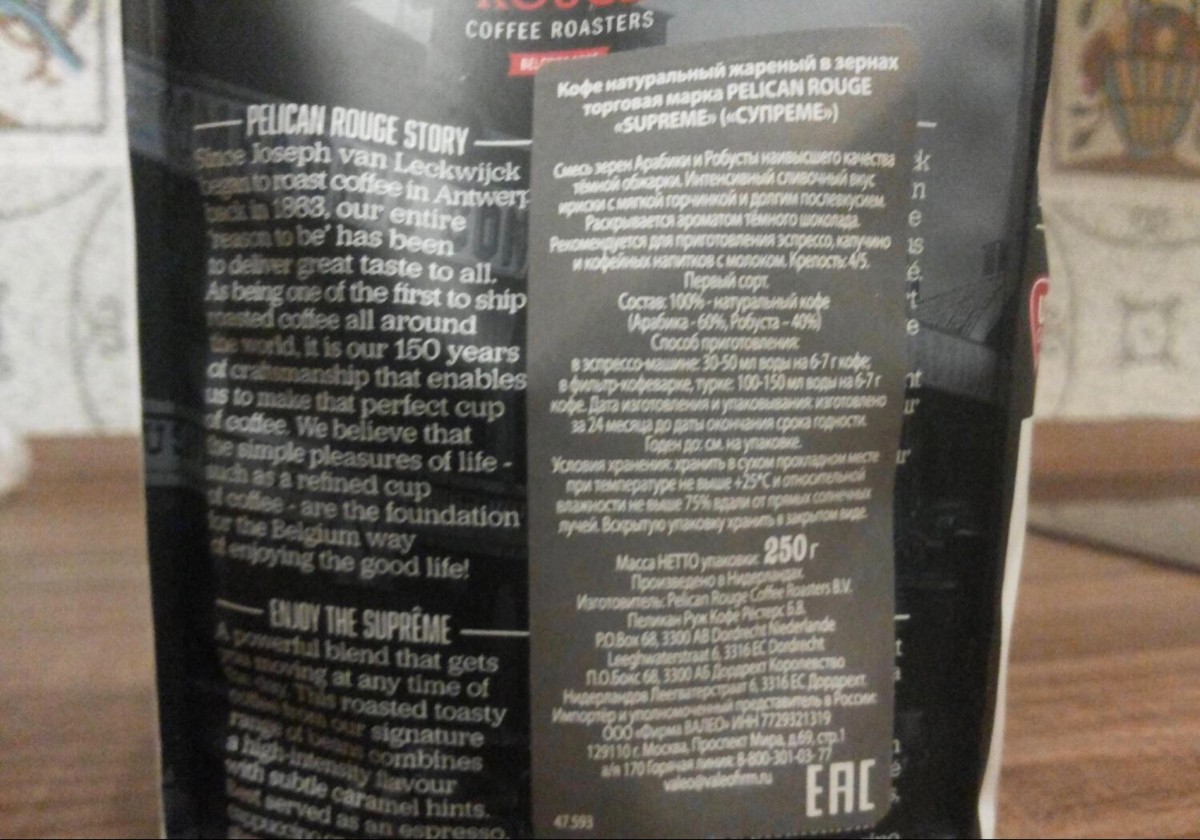 COFFEE ROASTERS
PELICAN ROUGE STORY
Since Joseph van Leckwijck
began to roast coffee in Antwerp
back in 1863, our entire
'reason to be' has been
to deliver great taste to all.
As being one of the first to ship
roasted coffee all around
the world, it is our 150 years
of craftsmanship that enables
us to make that perfect cup
of coffee. We believe that
the simple pleasures of life -
such as a refined cup
of coffee - are the foundation
for the Belgium way
of enjoying the good life!
ENJOY THE SUPRÊME
A powerful blend that gets
you moving at any time of
the day. This roasted toasty
coffee from our signature
range of beans combines
a high-intensity flavour
with subtle caramel hints.
Best served as an espresso,
Кофе натуральный жареный в зернах
торговая марка PELICAN ROUGE
«SUPREME» («СУПРЕМЕ»)
Смесь зерен Арабики и Робусты наивысшего качества
тёмной обжарки. Интенсивный сливочный вкус
ириски с мягкой горчинкой и долгим послевкусием.
Раскрывается ароматом тёмного шоколада.
Рекомендуется для приготовления эспрессо, капучино
и кофейных напитков с молоком. Крепость: 4/5.
Первый сорт.
Состав: 100% - натуральный кофе
(Арабика - 60%, Робуста - 40%)
Способ приготовления:
в эспрессо-машине: 30-50 мл воды на 6-7 г кофе;
в фильтр-кофеварке, турке: 100-150 мл воды на 6-7 г
кофе. Дата изготовления и упаковывания: изготовлено
за 24 месяца до даты окончания срока годности.
Годен до: см. на упаковке.
Условия хранения: хранить в сухом прохладном месте
при температуре не выше +25°С и относительной
влажности не выше 75% вдали от прямых солнечных
лучей. Вскрытую упаковку хранить в закрытом виде.
Масса НЕТТО упаковки: 250 г
Произведено в Нидерландах.
Изготовитель: Pelican Rouge Coffee Roasters B.V.
Пеликан Руж Кофе Рёстерс Б.В.
P.O.Box 68, 3300 AB Dordrecht Niederlande
Leeghwaterstraat 6, 3316 EC Dordrecht
П.О.Бокс 68, 3300 АБ Дордрехт Королевство
Нидерландов Леегватерстраат 6, 3316 ЕС Дордрехт.
Импортёр и уполномоченный представитель в России:
ООО «Фирма ВАЛЕО» ИНН 7729321319
129110 г. Москва, Проспект Мира, д.69, стр.1
а/я 170 Горячая линия: 8-800-301-03-77
valeo@valeofirm.ru
EAC
47.593